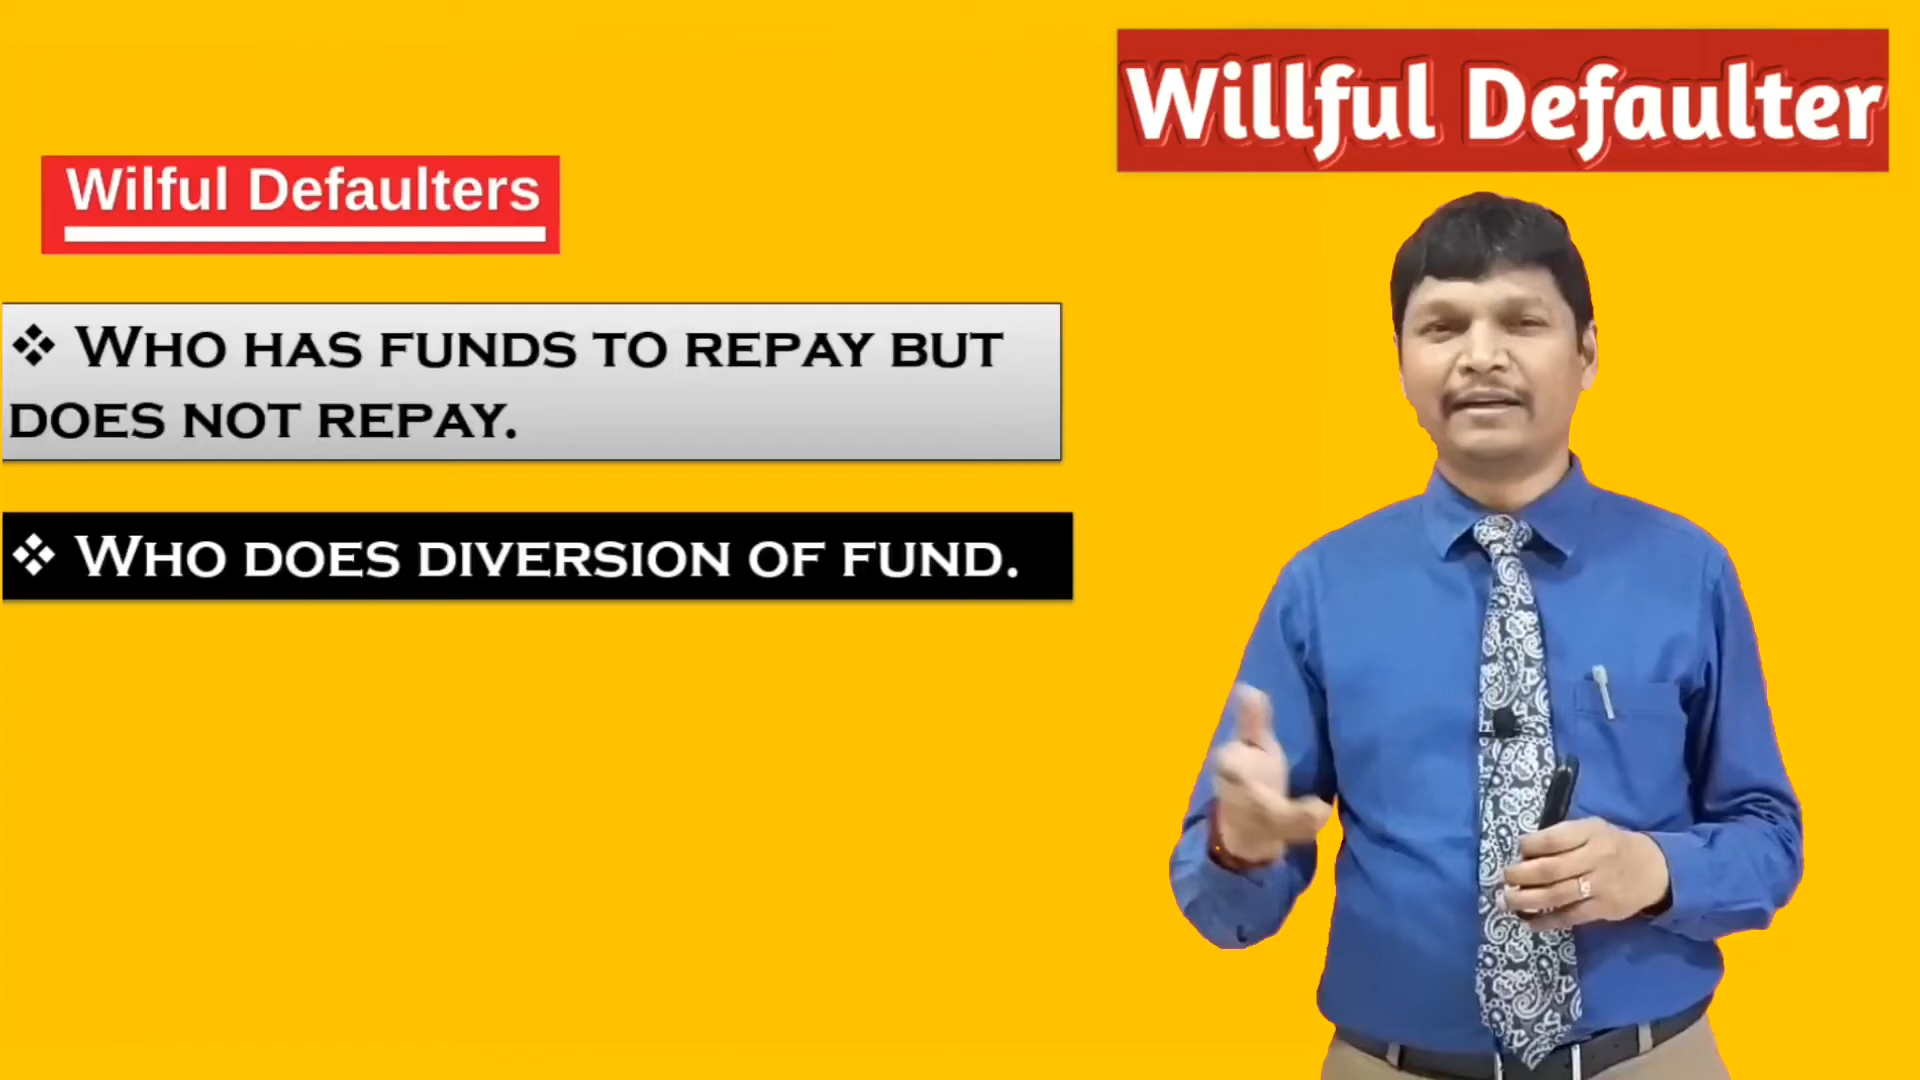 Willful Defaulter
Wilful Defaulters
❖ Who has funds to repay but
does not repay.
❖ Who does diversion of fund.